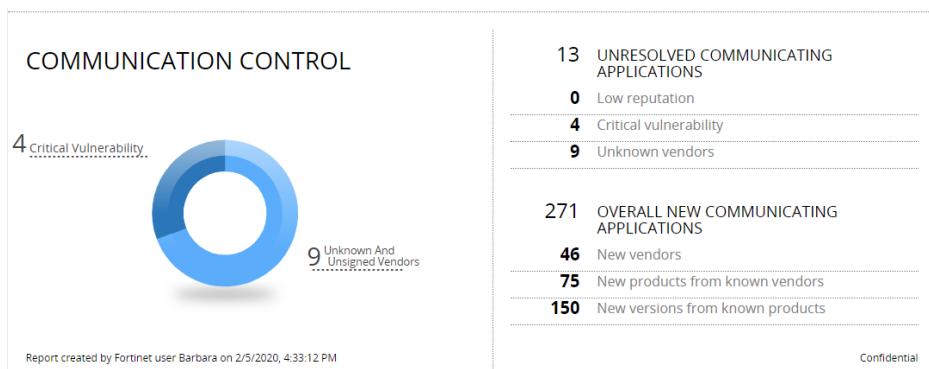 COMMUNICATION CONTROL
4 Critical Vulnerability
9 Unknown And
Unsigned Vendors
13 UNRESOLVED COMMUNICATING
APPLICATIONS
0 Low reputation
4 Critical vulnerability
9 Unknown vendors
271 OVERALL NEW COMMUNICATING
APPLICATIONS
46 New vendors
75 New products from known vendors
150 New versions from known products
Report created by Fortinet user Barbara on 2/5/2020, 4:33:12 PM
Confidential